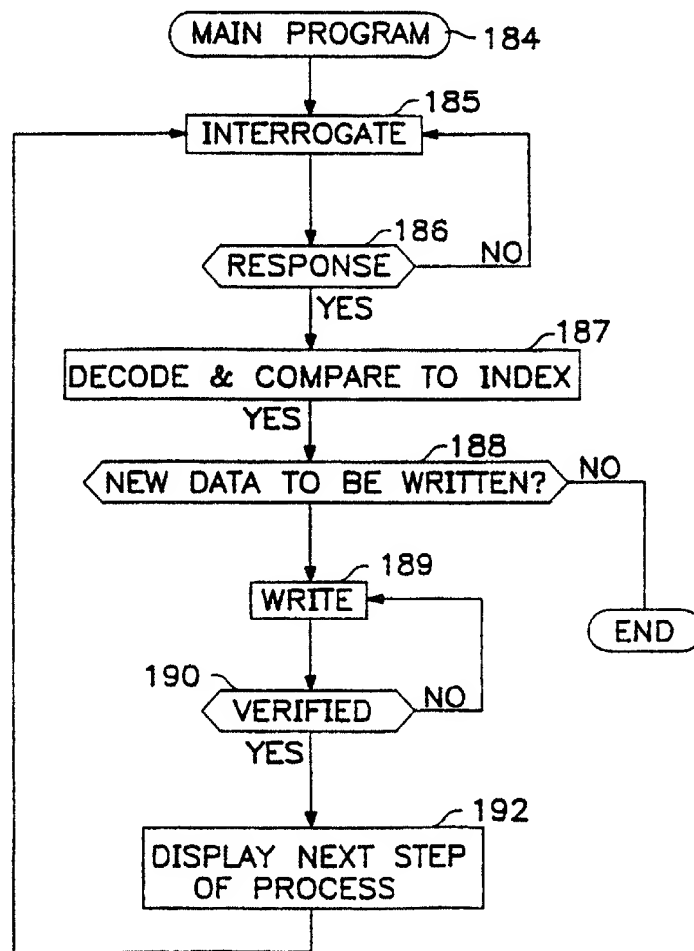 MAIN PROGRAM 184
185
INTERROGATE
186
RESPONSE NO
YES
187
DECODE & COMPARE TO INDEX
YES
188
NEW DATA TO BE WRITTEN? NO
189
WRITE
END
190
VERIFIED NO
YES
192
DISPLAY NEXT STEP
OF PROCESS